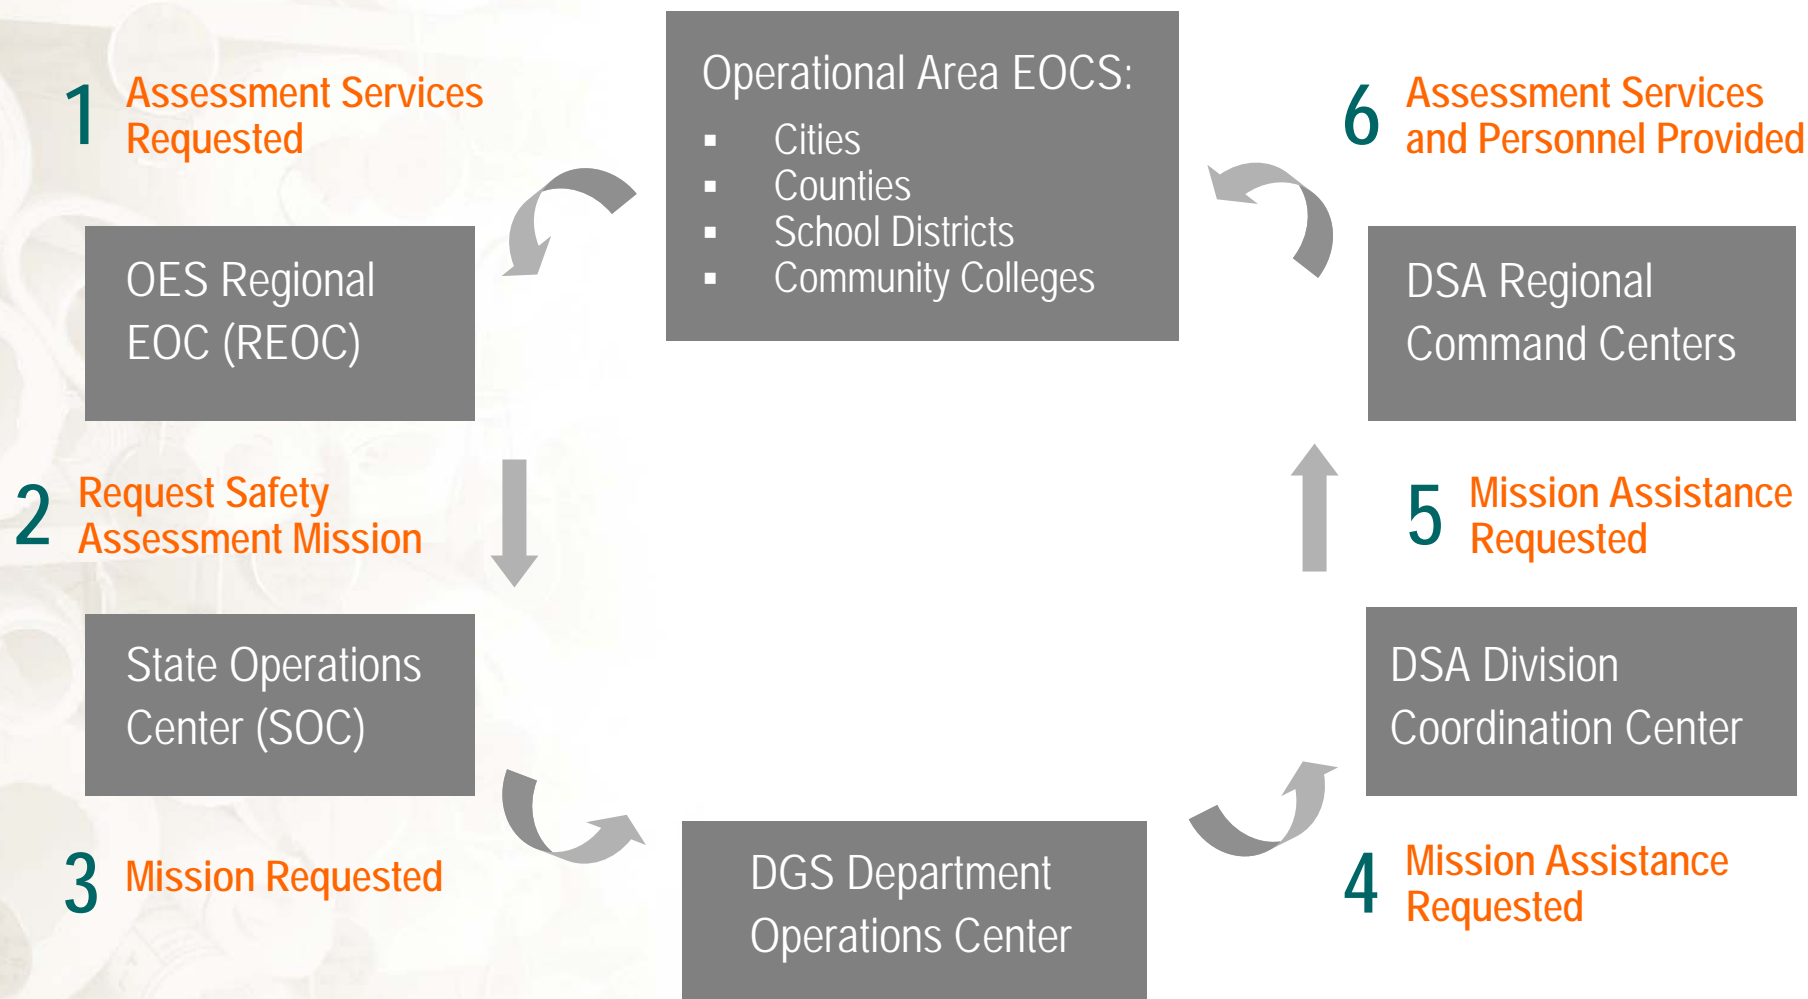 Operational Area EOCS:
▪ Cities
▪ Counties
▪ School Districts
▪ Community Colleges
1 Assessment Services
Requested
OES Regional
EOC (REOC)
2 Request Safety
Assessment Mission
State Operations
Center (SOC)
3 Mission Requested
DGS Department
Operations Center
4 Mission Assistance
Requested
DSA Division
Coordination Center
5 Mission Assistance
Requested
DSA Regional
Command Centers
6 Assessment Services
and Personnel Provided